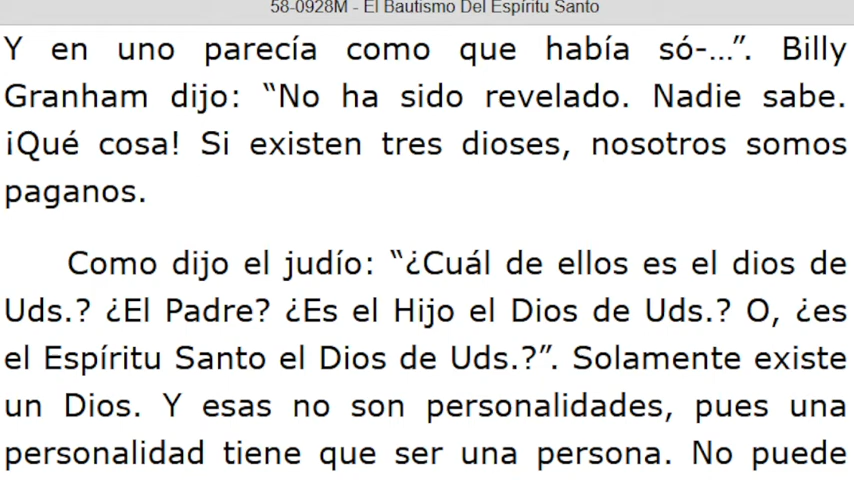 58-0928M - El Bautismo Del Espíritu Santo
Y en uno parecía como que había só-...”. Billy
Granham dijo: “No ha sido revelado. Nadie sabe.
¡Qué cosa! Si existen tres dioses, nosotros somos
paganos.
Como dijo el judío: “¿Cuál de ellos es el dios de
Uds.? ¿El Padre? ¿Es el Hijo el Dios de Uds.? O, ¿es
el Espíritu Santo el Dios de Uds.?”. Solamente existe
un Dios. Y esas no son personalidades, pues una
personalidad tiene que ser una persona. No puede